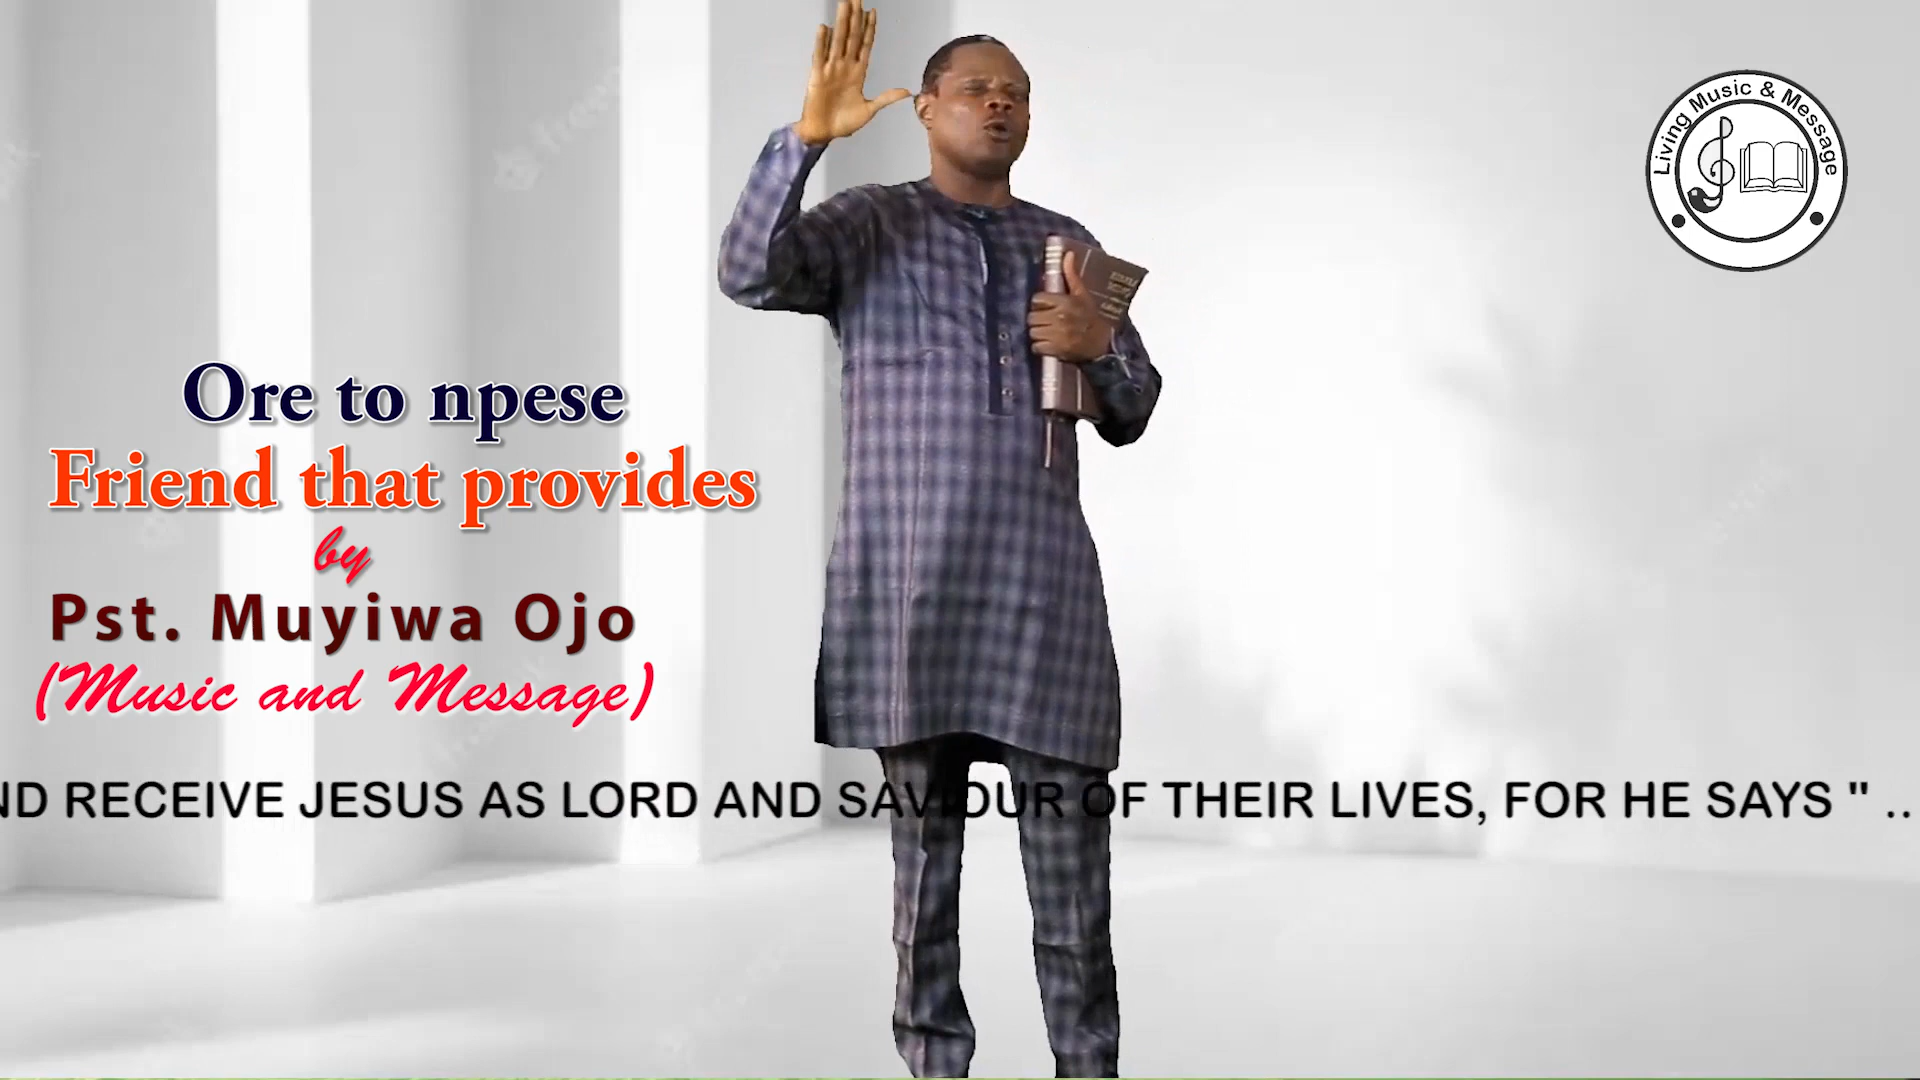 Ore to npese
Friend that provides
by
Pst. Muyiwa Ojo
(Music and Message)
ND RECEIVE JESUS AS LORD AND SAVIOUR OF THEIR LIVES, FOR HE SAYS " ..
Living Music & Message